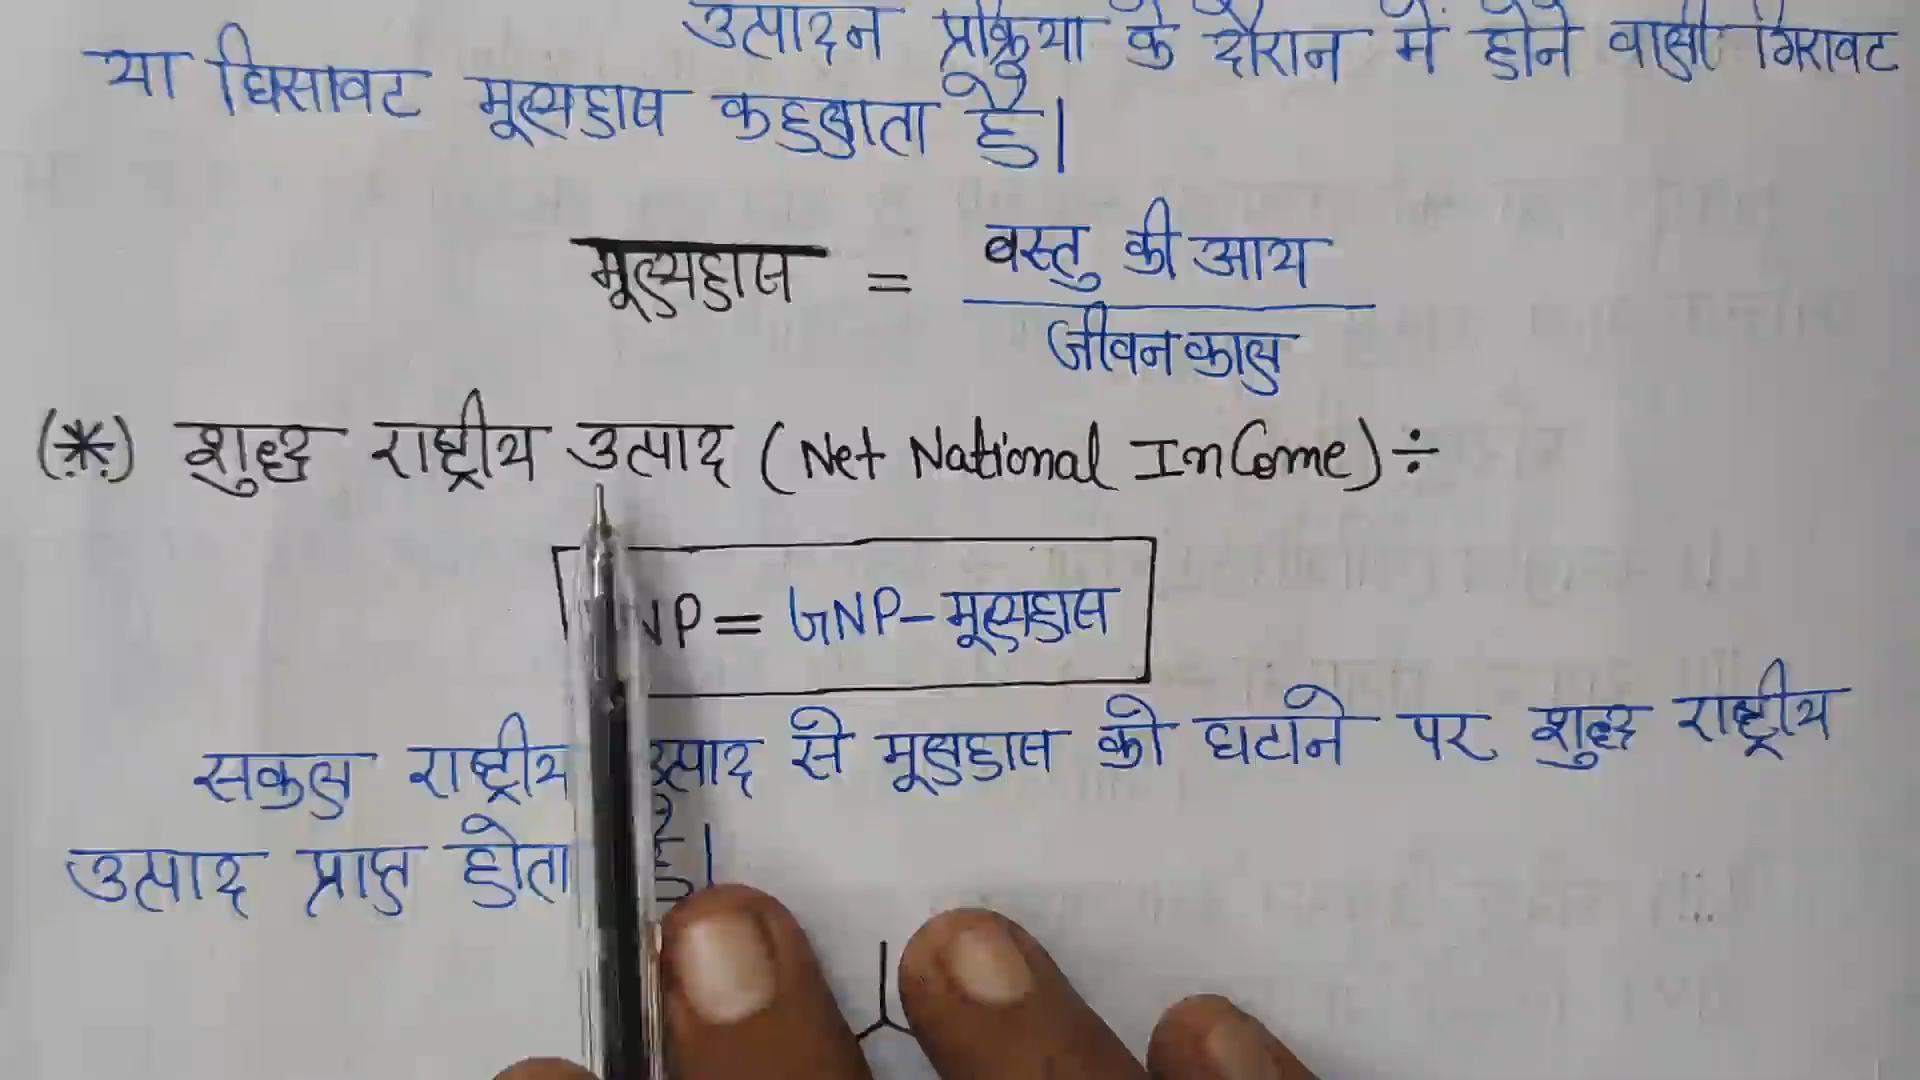 उत्पादन प्रक्रिया के दौरान में होने वाली गिरावट
या घिसावट मूल्यह्रास कहलाता है।
मूल्यह्रास = वस्तु की आय
जीवनकाल
(*) शुद्ध राष्ट्रीय उत्पाद (Net National InCome) ÷
NP = GNP - मूल्यह्रास
सकल राष्ट्रीय उत्पाद से मूल्यह्रास को घटाने पर शुद्ध राष्ट्रीय
उत्पाद प्राप्त होता है।